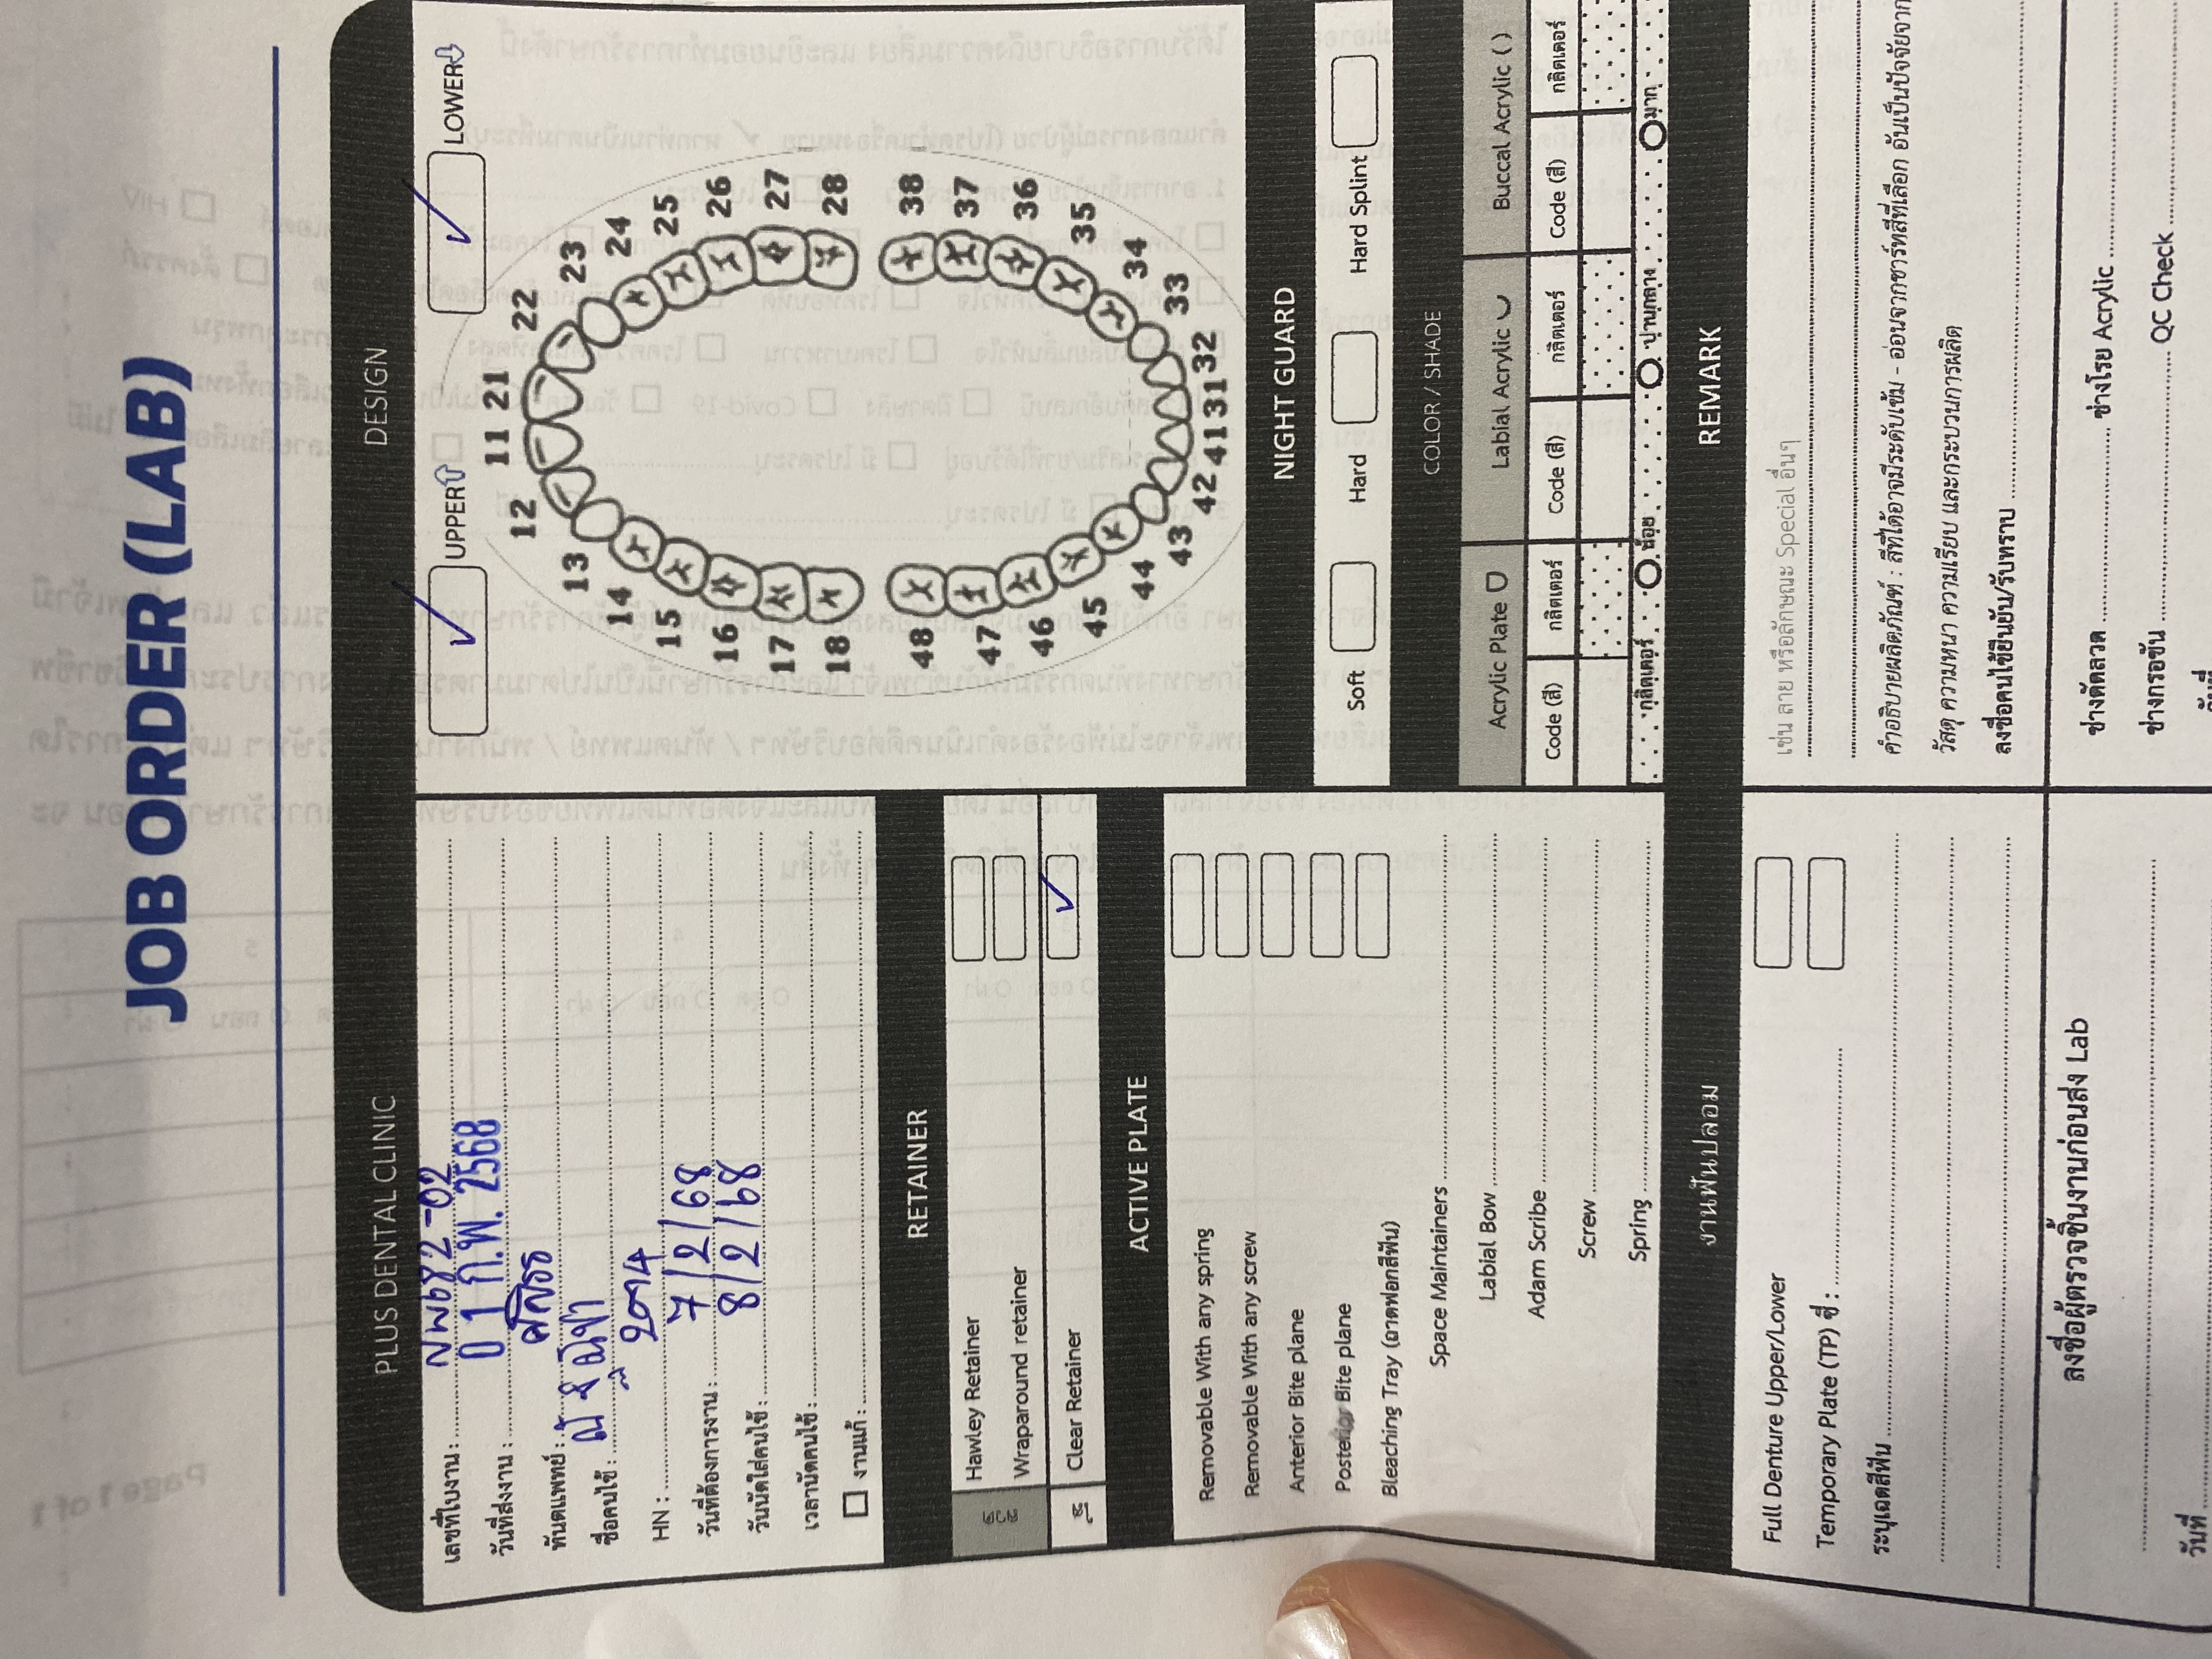 JOB ORDER (LAB)
PLUS DENTAL CLINIC
เลขที่ใบงาน : นพ682-02
วันที่ส่งงาน : 01 ก.พ. 2568
ทันตแพทย์ :
ชื่อคนไข้ : ณัฐณิชา
HN : 2074
วันที่ต้องการงาน : 7/2/68
วันนัดใส่คนไข้ : 8/2/68
เวลานัดคนไข้ :
งานแก้ :
RETAINER
ลวด
Hawley Retainer
Wraparound retainer
ใส
Clear Retainer ✓
ACTIVE PLATE
Removable With any spring
Removable With any screw
Anterior Bite plane
Posterior Bite plane
Bleaching Tray (ถาดฟอกสีฟัน)
Space Maintainers
Labial Bow
Adam Scribe
Screw
Spring
งานฟันปลอม
Full Denture Upper/Lower
Temporary Plate (TP) ซี่ :
ระบุเฉดสีฟัน
ลงชื่อผู้ตรวจชิ้นงานก่อนส่ง Lab
วันที่
DESIGN
✓ UPPER ✓ LOWER
11 21
12 22
13 23
14 24
15 25
16 26
17 27
18 28
48 38
47 37
46 36
45 35
44 34
43 33
42 41 31 32
NIGHT GUARD
Soft Hard Hard Splint
COLOR / SHADE
Acrylic Plate Labial Acrylic Buccal Acrylic ( )
Code (สี) กลิตเตอร์ Code (สี) กลิตเตอร์ Code (สี) กลิตเตอร์
กลิตเตอร์ น้อย ปานกลาง มาก
REMARK
เช่น ลาย หรือลักษณะ Special อื่นๆ
คำอธิบายผลิตภัณฑ์ : สีที่ได้อาจมีระดับเข้ม - อ่อนจากชาร์ทสีที่เลือก อันเป็นปัจจัยจาก
วัสดุ ความหนา ความเรียบ และกระบวนการผลิต
ลงชื่อคนไข้ยืนยัน/รับทราบ
ช่างดัดลวด ช่างโรย Acrylic
ช่างกรอขัน QC Check
วันที่